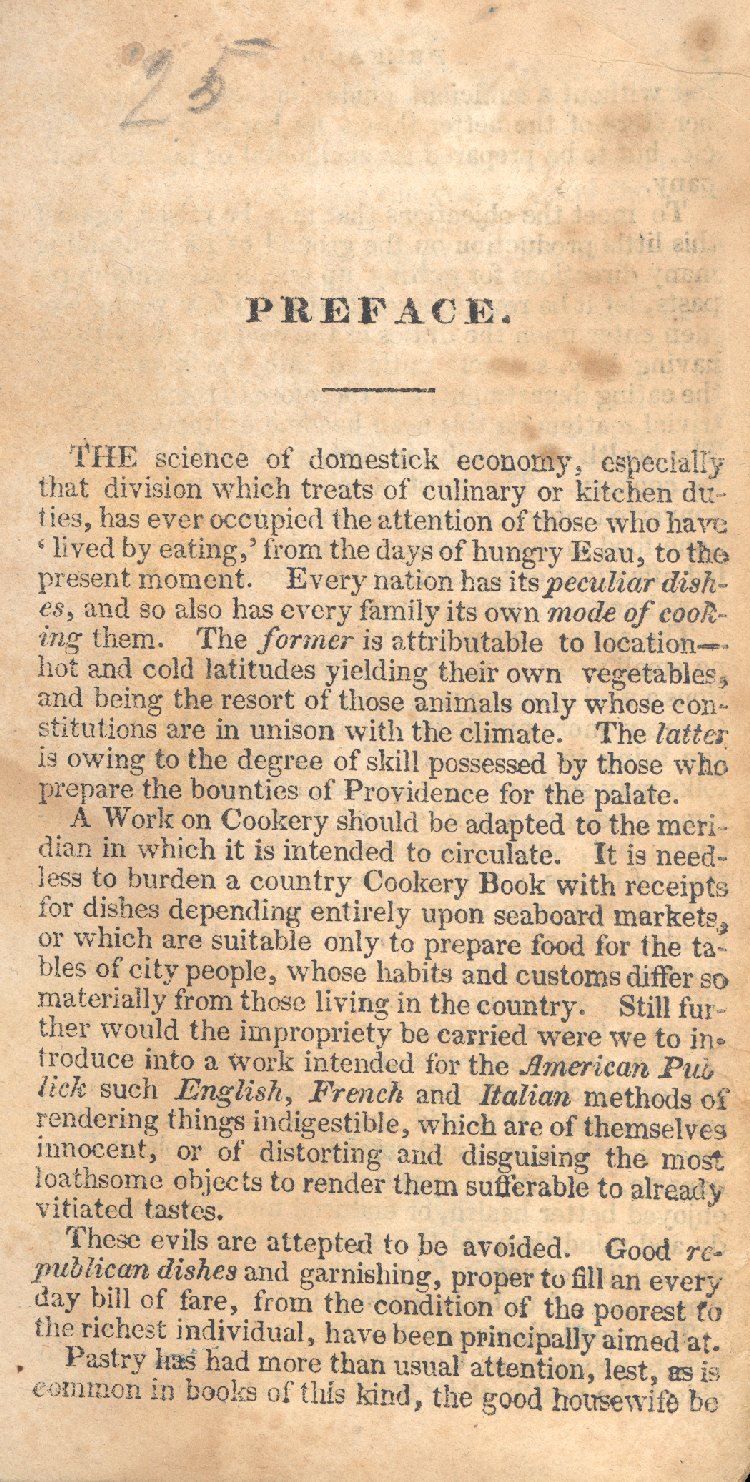 25
PREFACE.
THE science of domestick economy, especially
that division which treats of culinary or kitchen du-
ties, has ever occupied the attention of those who have
‘ lived by eating,’ from the days of hungry Esau, to the
present moment. Every nation has its peculiar dish-
es, and so also has every family its own mode of cook-
ing them. The former is attributable to location—
hot and cold latitudes yielding their own vegetables,
and being the resort of those animals only whose con-
stitutions are in unison with the climate. The latter
is owing to the degree of skill possessed by those who
prepare the bounties of Providence for the palate.
A Work on Cookery should be adapted to the meri-
dian in which it is intended to circulate. It is need-
less to burden a country Cookery Book with receipts
for dishes depending entirely upon seaboard markets,
or which are suitable only to prepare food for the ta-
bles of city people, whose habits and customs differ so
materially from those living in the country. Still fur-
ther would the impropriety be carried were we to in-
troduce into a work intended for the American Pub
lick such English, French and Italian methods of
rendering things indigestible, which are of themselves
innocent, or of distorting and disguising the most
loathsome objects to render them sufferable to already
vitiated tastes.
These evils are attepted to be avoided. Good re-
publican dishes and garnishing, proper to fill an every
day bill of fare, from the condition of the poorest to
the richest individual, have been principally aimed at.
Pastry has had more than usual attention, lest, as is
common in books of this kind, the good housewife be